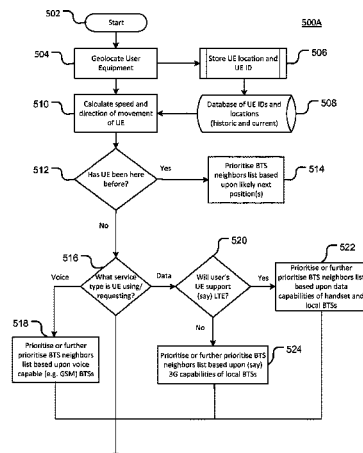 502
Start
500A
504
Geolocate User
Equipment
Store UE location and
UE ID
506
510
Calculate speed and
direction of movement
of UE
Database of UE IDs and
locations
(historic and current)
508
512
Has UE been here
before?
Yes
Prioritise BTS
neighbors list based
upon likely next
position(s)
514
No
516
520
522
Voice
What service
type is UE using/
requesting?
Data
Will user's
UE support
(say) LTE?
Yes
Prioritise or further
prioritise BTS neighbors
list based upon data
capabilities of handset and
local BTSs
518
No
Prioritise or further
prioritise BTS neighbors
list based upon voice
capable (e.g. GSM) BTSs
Prioritise or further prioritise BTS
neighbors list based upon (say)
3G capabilities of local BTSs
524